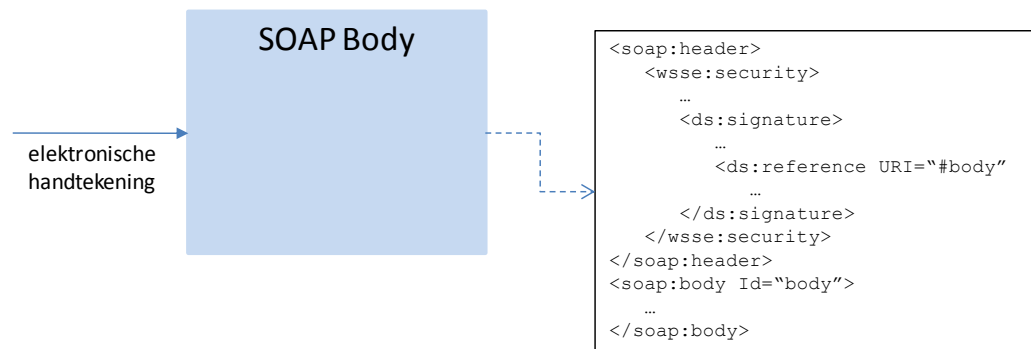 SOAP Body
elektronische
handtekening
<soap:header>
<wsse:security>
…
<ds:signature>
…
<ds:reference URI=“#body”
…
</ds:signature>
</wsse:security>
</soap:header>
<soap:body Id=“body”>
…
</soap:body>